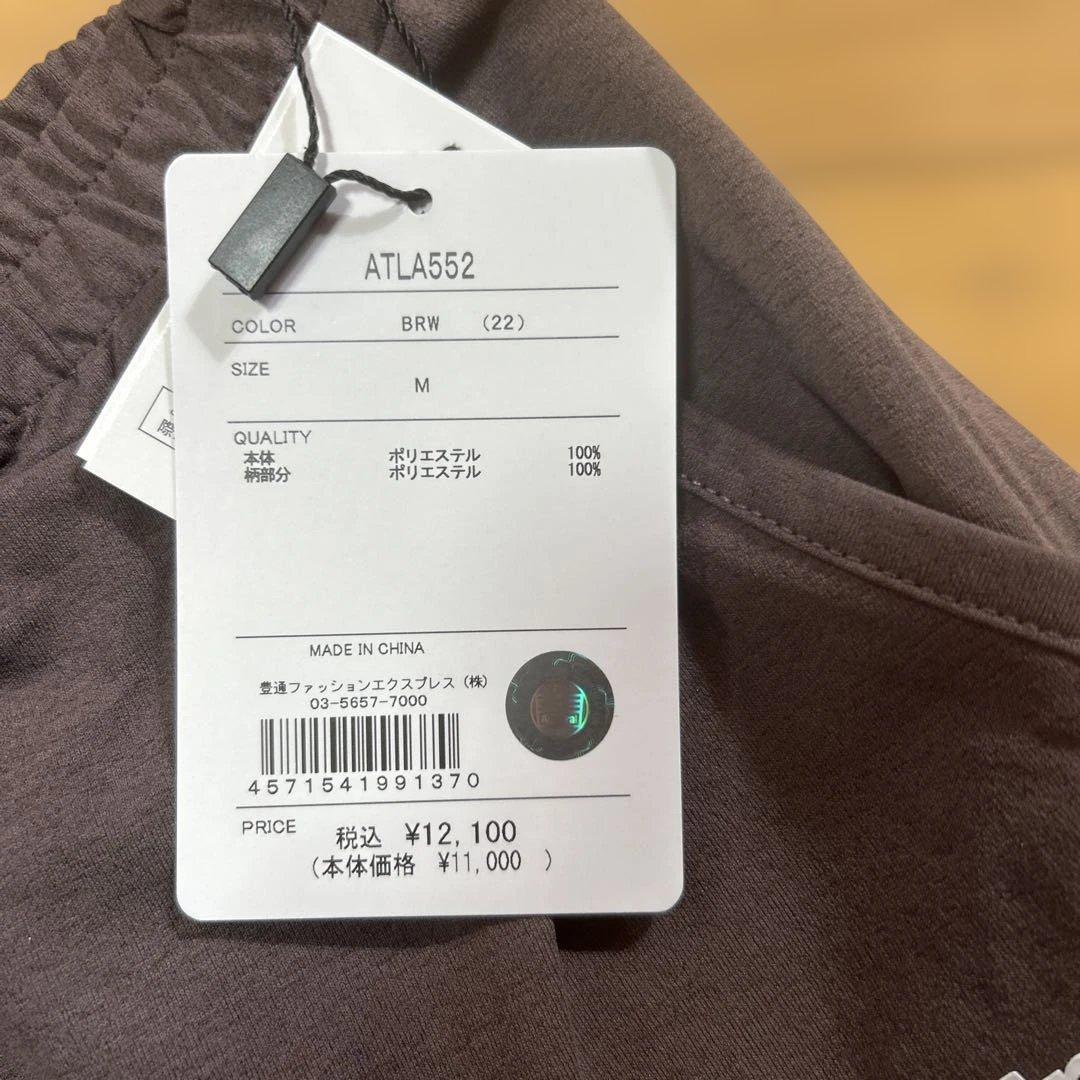 ATLA552
COLOR BRW (22)
SIZE
M
QUALITY
本体 ポリエステル 100%
柄部分 ポリエステル 100%
MADE IN CHINA
豊通ファッションエクスプレス(株)
03-5657-7000
4571541991370
PRICE 税込 ¥12,100
(本体価格 ¥11,000 )
際